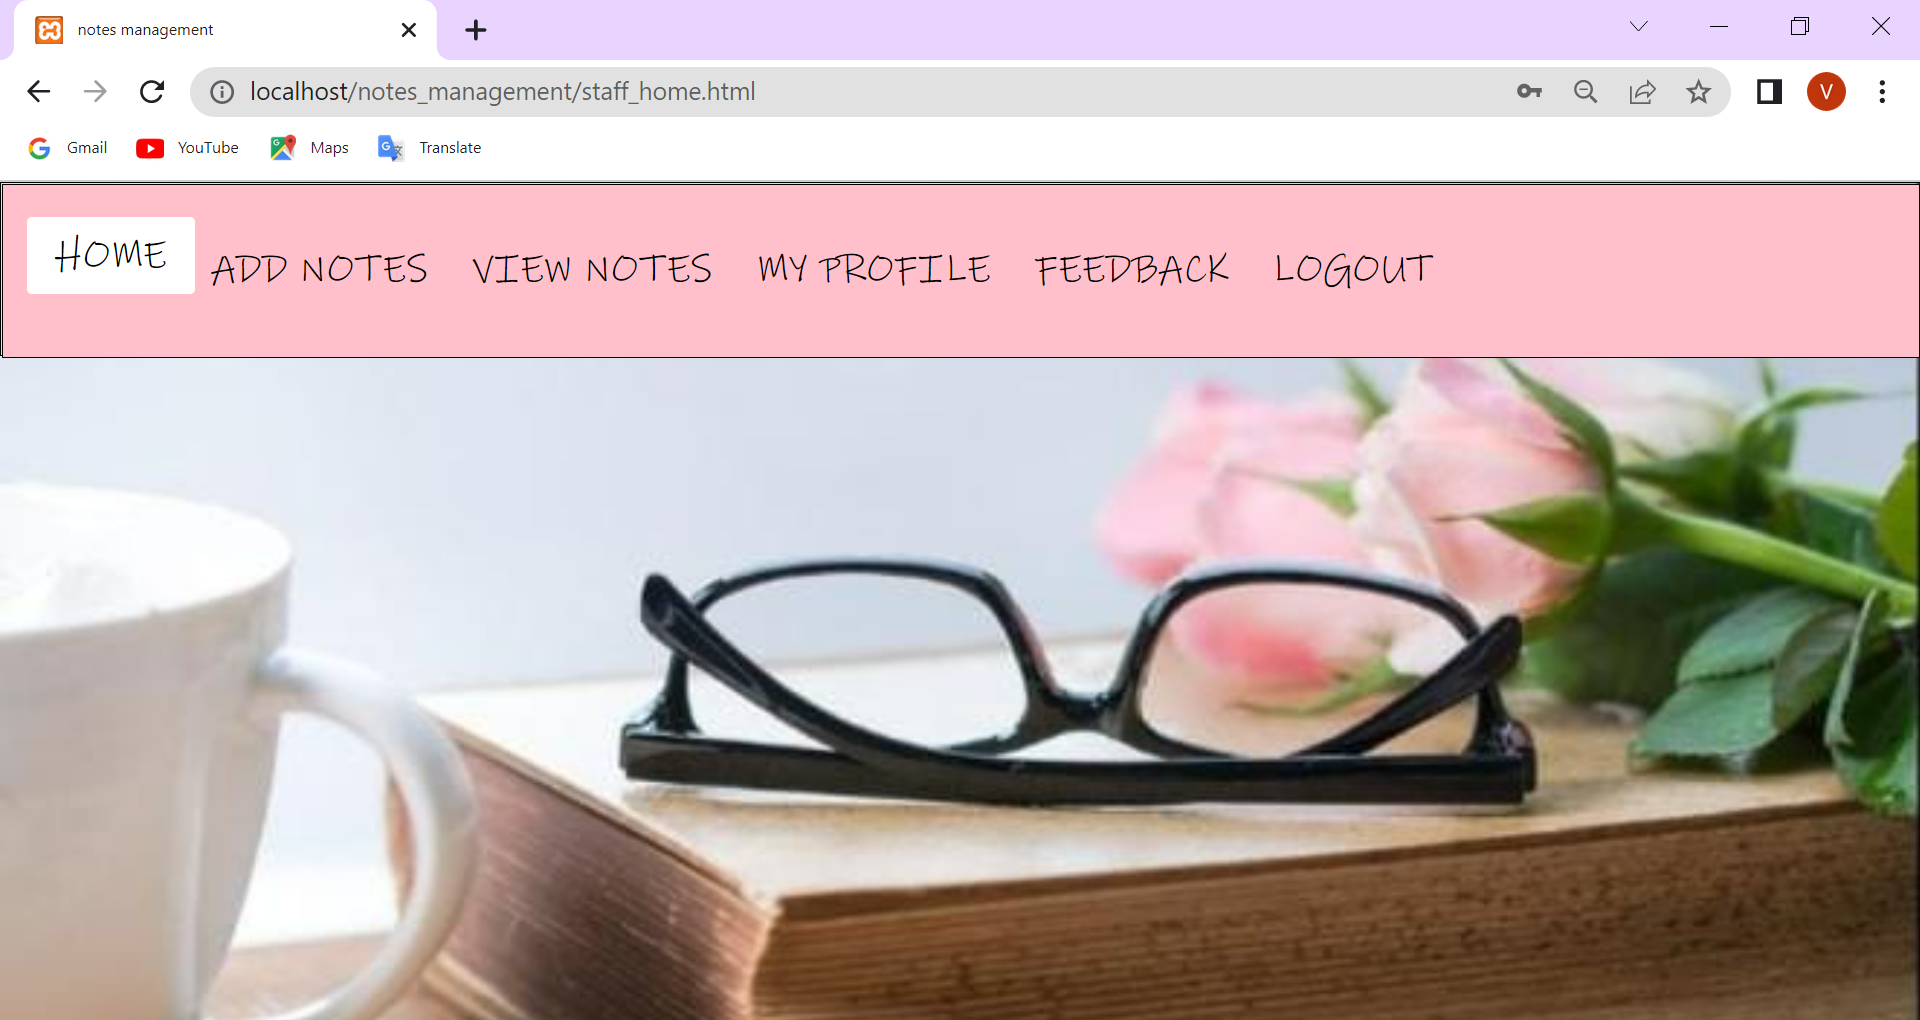 notes management
localhost/notes_management/staff_home.html
V
Gmail YouTube Maps Translate
HOME ADD NOTES VIEW NOTES MY PROFILE FEEDBACK LOGOUT